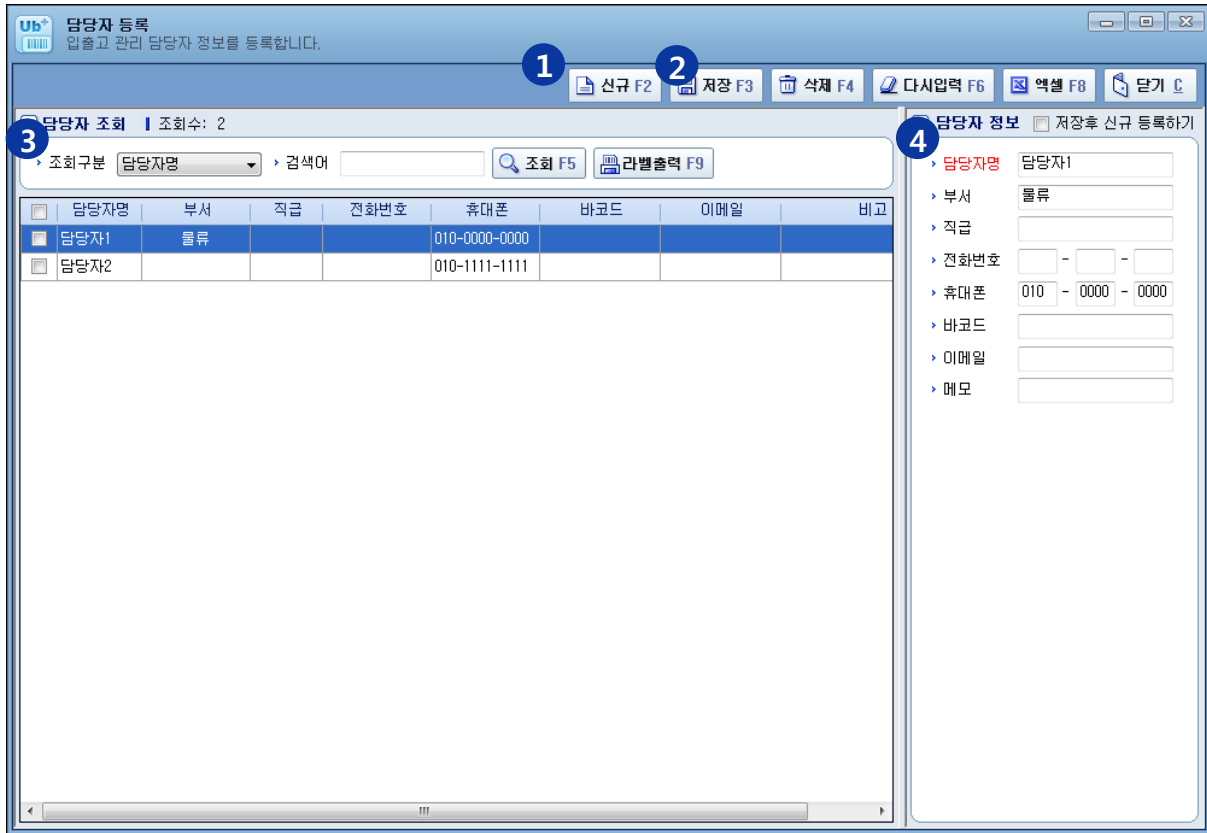 Ub+ 담당자 등록
입출고 관리 담당자 정보를 등록합니다.
1 신규 F2 2 저장 F3 삭제 F4 다시입력 F6 엑셀 F8 닫기 C
3 담당자 조회 조회수: 2
조회구분 담당자명 검색어 조회 F5 라벨출력 F9
담당자명 부서 직급 전화번호 휴대폰 바코드 이메일 비고
담당자1 물류 010-0000-0000
담당자2 010-1111-1111
4 담당자 정보 저장후 신규 등록하기
담당자명 담당자1
부서 물류
직급
전화번호 - -
휴대폰 010 - 0000 - 0000
바코드
이메일
메모